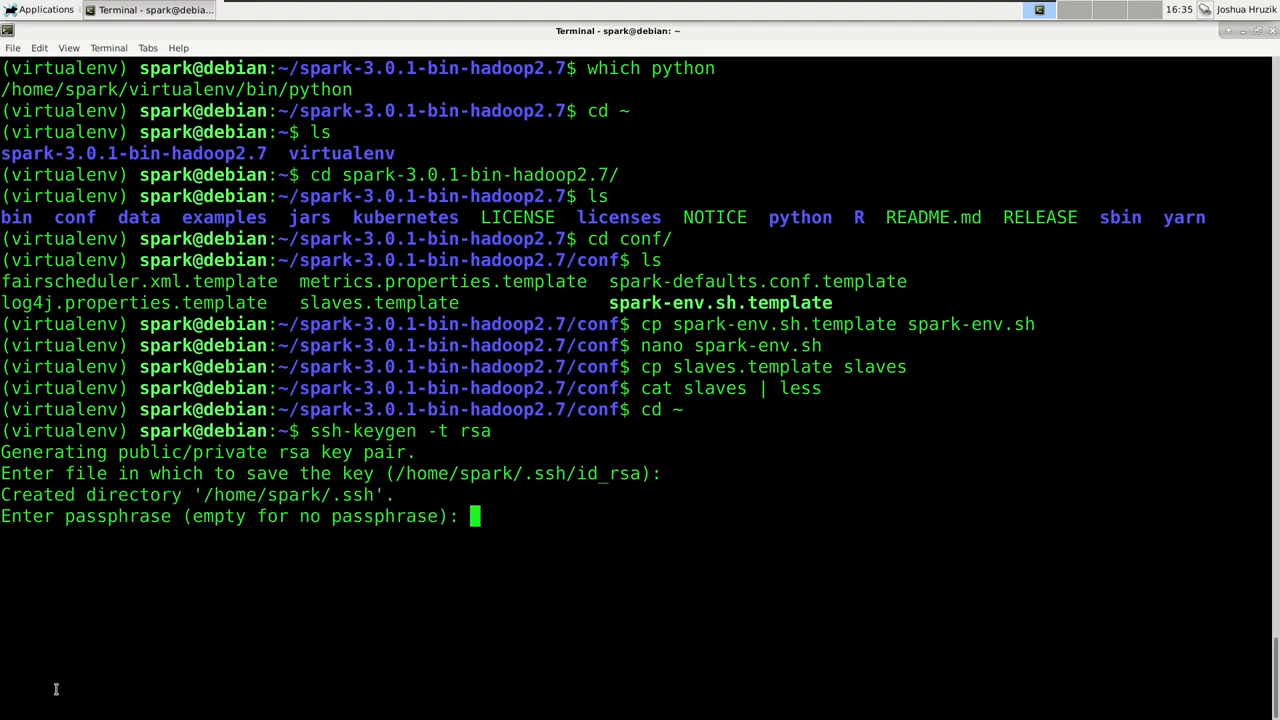 Applications Terminal - spark@debia... 16:35 Joshua Hruzik
Terminal - spark@debian: ~
File Edit View Terminal Tabs Help
(virtualenv) spark@debian:~/spark-3.0.1-bin-hadoop2.7$ which python
/home/spark/virtualenv/bin/python
(virtualenv) spark@debian:~/spark-3.0.1-bin-hadoop2.7$ cd ~
(virtualenv) spark@debian:~$ ls
spark-3.0.1-bin-hadoop2.7 virtualenv
(virtualenv) spark@debian:~$ cd spark-3.0.1-bin-hadoop2.7/
(virtualenv) spark@debian:~/spark-3.0.1-bin-hadoop2.7$ ls
bin conf data examples jars kubernetes LICENSE licenses NOTICE python R README.md RELEASE sbin yarn
(virtualenv) spark@debian:~/spark-3.0.1-bin-hadoop2.7$ cd conf/
(virtualenv) spark@debian:~/spark-3.0.1-bin-hadoop2.7/conf$ ls
fairscheduler.xml.template metrics.properties.template spark-defaults.conf.template
log4j.properties.template slaves.template spark-env.sh.template
(virtualenv) spark@debian:~/spark-3.0.1-bin-hadoop2.7/conf$ cp spark-env.sh.template spark-env.sh
(virtualenv) spark@debian:~/spark-3.0.1-bin-hadoop2.7/conf$ nano spark-env.sh
(virtualenv) spark@debian:~/spark-3.0.1-bin-hadoop2.7/conf$ cp slaves.template slaves
(virtualenv) spark@debian:~/spark-3.0.1-bin-hadoop2.7/conf$ cat slaves | less
(virtualenv) spark@debian:~/spark-3.0.1-bin-hadoop2.7/conf$ cd ~
(virtualenv) spark@debian:~$ ssh-keygen -t rsa
Generating public/private rsa key pair.
Enter file in which to save the key (/home/spark/.ssh/id_rsa):
Created directory '/home/spark/.ssh'.
Enter passphrase (empty for no passphrase):